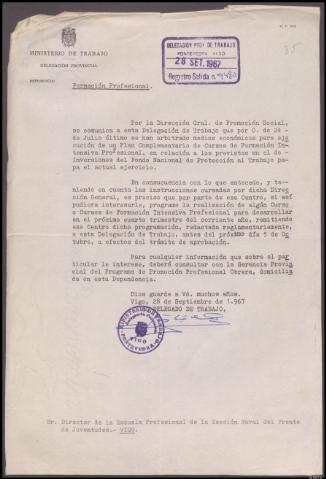 MINISTERIO DE TRABAJO
DELEGACION PROVINCIAL
REFERENCIA
DELEGACION PROV. DE TRABAJO
PONTEVEDRA - VIGO
28 SET. 1967
Registro Salida n.º
35
Formación Profesional.
Por la Dirección Gral. de Promoción Social,
se comunica a esta Delegación de Trabajo que por O. de 24-
de Julio último se han arbitrado medios económicos para eje
cución de un Plan Complementario de Cursos de Formación In-
tensiva Profesional, en relación a los previstos en el de -
Inversiones del Fondo Nacional de Protección al Trabajo pa-
ra el actual ejercicio.
En consecuencia con lo que antecede, y te-
niendo en cuenta las instrucciones cursadas por dicha Direc
ción General, es preciso que por parte de ese Centro, si así
pudiera interesarle, programe la realización de algún Curso
o Cursos de Formación Intensiva Profesional para desarrollar
en el próximo cuarto trimestre del corriente año, remitiendo
ese Centro dicha programación, redactada reglamentariamente,
a esta Delegación de Trabajo, antes del próximo día 5 de Oc
tubre, a efectos del trámite de aprobación.
Para cualquier información que sobre el par
ticular le interese, deberá consultar con la Gerencia Provin
cial del Programa de Promoción Profesional Obrera, domicilia
da en esta Dependencia.
Dios guarde a Vd. muchos años.
Vigo, 28 de Septiembre de 1.967
DELEGADO DE TRABAJO,
Sr. Director de la Escuela Profesional de la Sección Naval del Frente
de Juventudes.- VIGO.